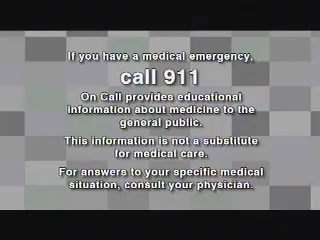 If you have a medical emergency,
call 911
On Call provides educational
information about medicine to the
general public.
This information is not a substitute
for medical care.
For answers to your specific medical
situation, consult your physician.